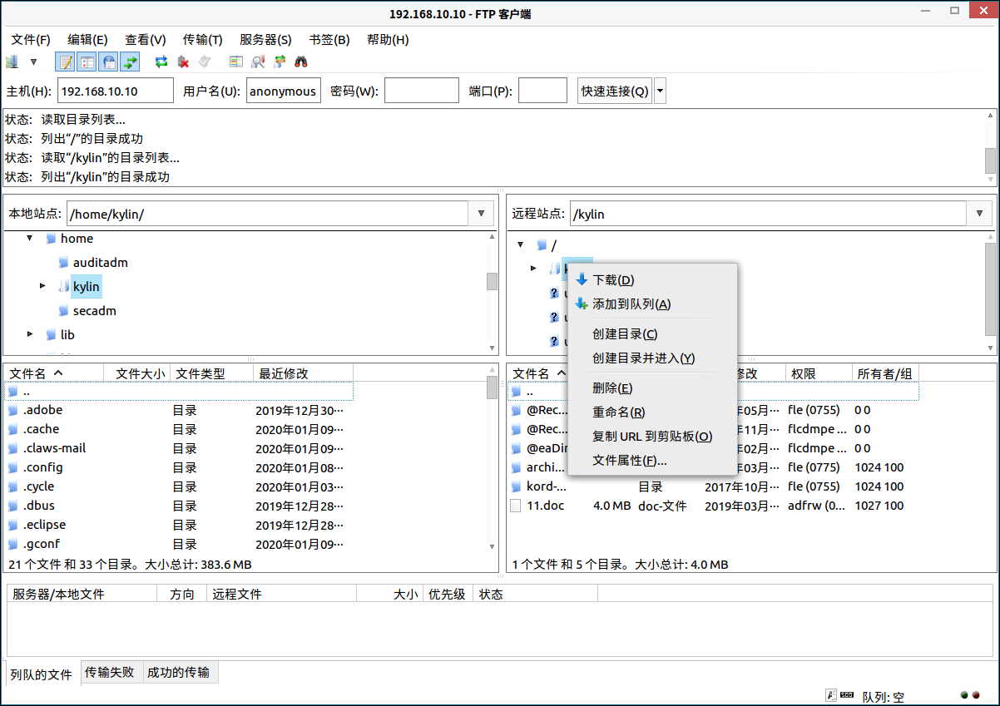 192.168.10.10 - FTP 客户端
文件(F) 编辑(E) 查看(V) 传输(T) 服务器(S) 书签(B) 帮助(H)
主机(H): 192.168.10.10 用户名(U): anonymous 密码(W): 端口(P): 快速连接(Q)
状态: 读取目录列表...
状态: 列出“/”的目录成功
状态: 读取“/kylin”的目录列表...
状态: 列出“/kylin”的目录成功
本地站点: /home/kylin/
home
auditadm
kylin
secadm
lib
远程站点: /kylin
/
下载(D)
添加到队列(A)
创建目录(C)
创建目录并进入(Y)
删除(E)
重命名(R)
复制 URL 到剪贴板(O)
文件属性(F)...
文件名 文件大小 文件类型 最近修改
..
.adobe 目录 2019年12月30···
.cache 目录 2020年01月09···
.claws-mail 目录 2020年01月09···
.config 目录 2020年01月08···
.cycle 目录 2020年01月03···
.dbus 目录 2019年12月28···
.eclipse 目录 2019年12月28···
.gconf 目录 2020年01月09···
21 个文件 和 33 个目录。大小总计: 383.6 MB
文件名 修改 权限 所有者/组
..
@Rec... 年05月··· fle (0755) 0 0
@Rec... 年11月··· flcdmpe ... 0 0
@eaDir 年02月··· flcdmpe ... 0 0
archi... 年03月··· fle (0775) 1024 100
kord-... 目录 2017年10月··· fle (0755) 1024 100
11.doc 4.0 MB doc-文件 2019年03月··· adfrw (0... 1027 100
1 个文件 和 5 个目录。大小总计: 4.0 MB
服务器/本地文件 方向 远程文件 大小 优先级 状态
列队的文件 传输失败 成功的传输
队列: 空